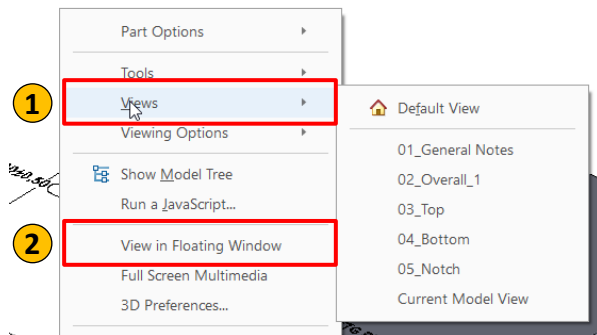 Part Options
Tools
1
Views
Viewing Options
Show Model Tree
Run a JavaScript...
2
View in Floating Window
Full Screen Multimedia
3D Preferences...
Default View
01_General Notes
02_Overall_1
03_Top
04_Bottom
05_Notch
Current Model View